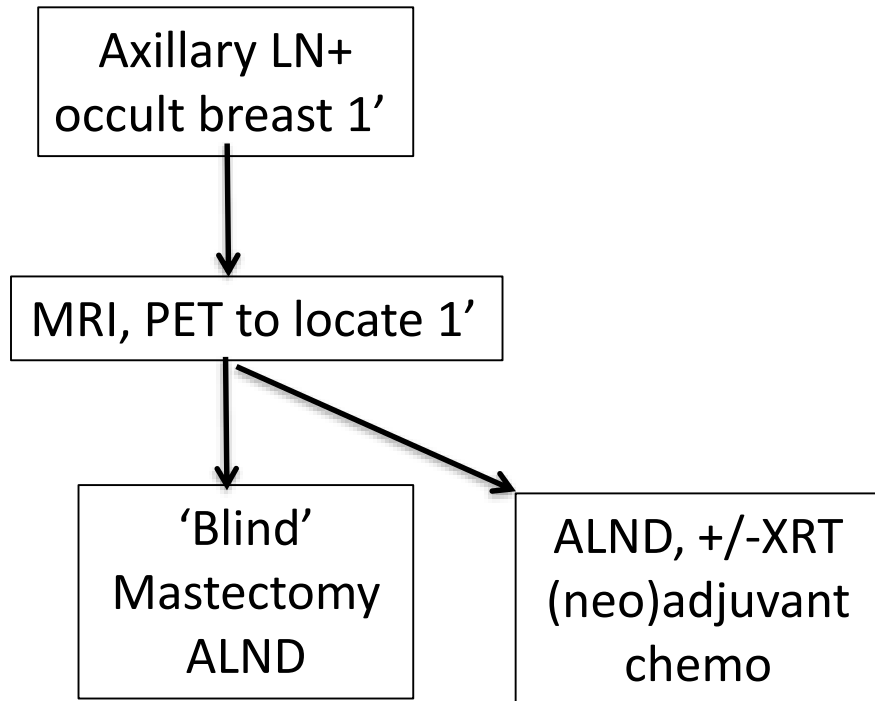 Axillary LN+
occult breast 1’
MRI, PET to locate 1’
‘Blind’
Mastectomy
ALND
ALND, +/-XRT
(neo)adjuvant
chemo